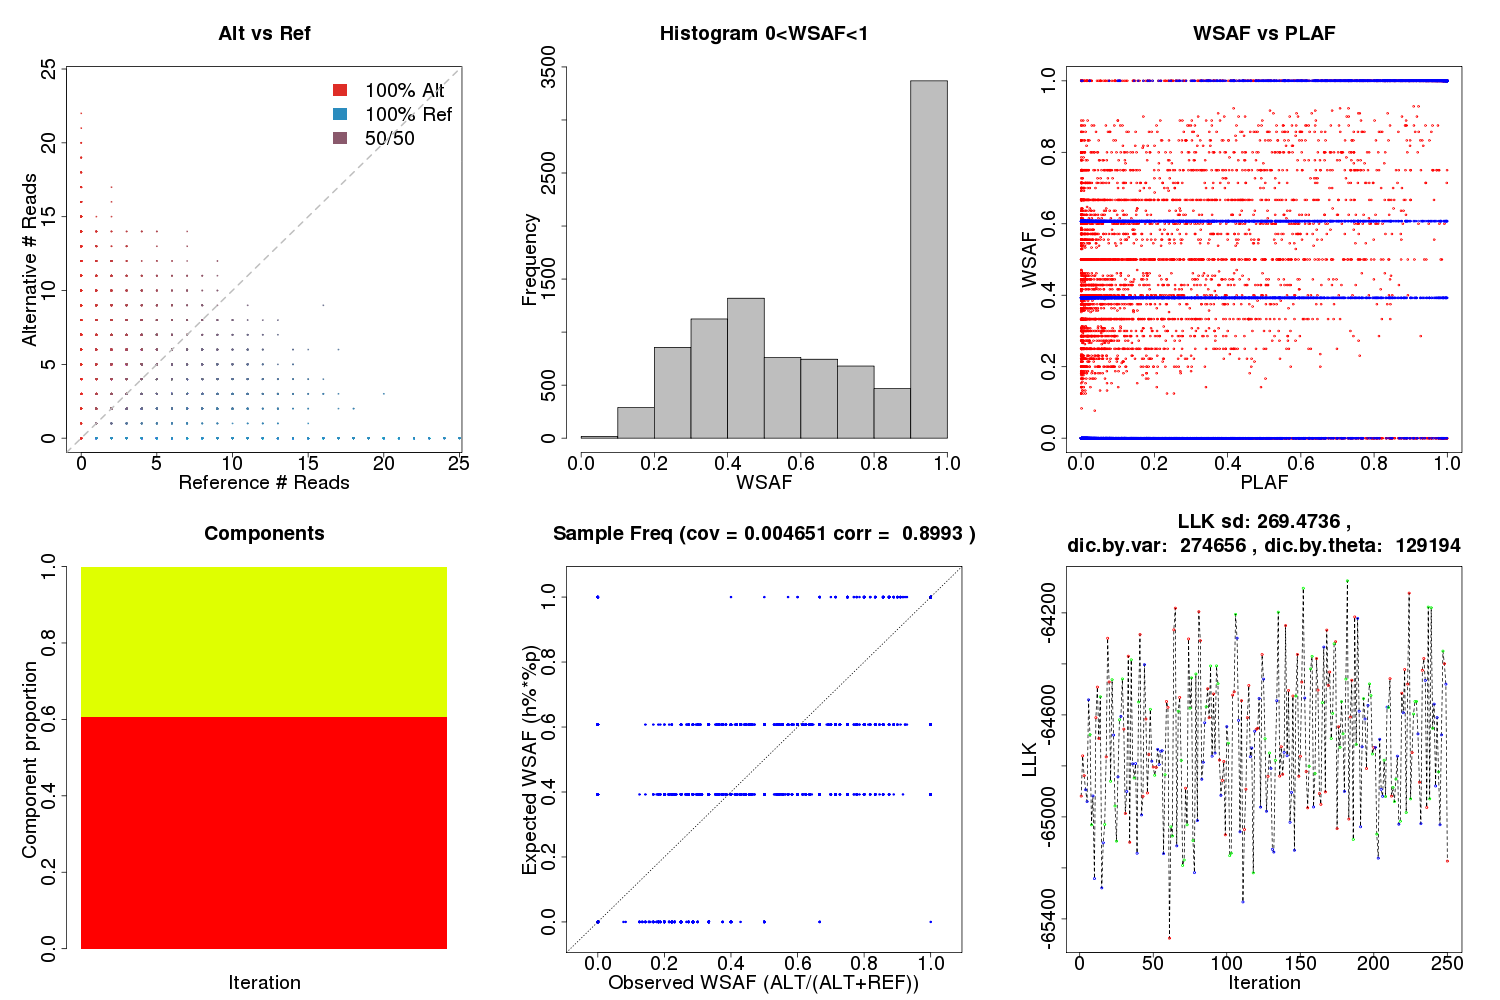 Alt vs Ref
Alternative # Reads
25
20
15
10
5
0
100% Alt
100% Ref
50/50
0 5 10 15 20 25
Reference # Reads
Histogram 0<WSAF<1
Frequency
3500
2500
1500
500
0
0.0 0.2 0.4 0.6 0.8 1.0
WSAF
WSAF vs PLAF
WSAF
1.0
0.8
0.6
0.4
0.2
0.0
0.0 0.2 0.4 0.6 0.8 1.0
PLAF
Components
Component proportion
1.0
0.8
0.6
0.4
0.2
0.0
Iteration
Sample Freq (cov = 0.004651 corr = 0.8993 )
Expected WSAF (h%*%p)
1.0
0.8
0.6
0.4
0.2
0.0
0.0 0.2 0.4 0.6 0.8 1.0
Observed WSAF (ALT/(ALT+REF))
LLK sd: 269.4736 ,
dic.by.var: 274656 , dic.by.theta: 129194
LLK
-64200
-64600
-65000
-65400
0 50 100 150 200 250
Iteration